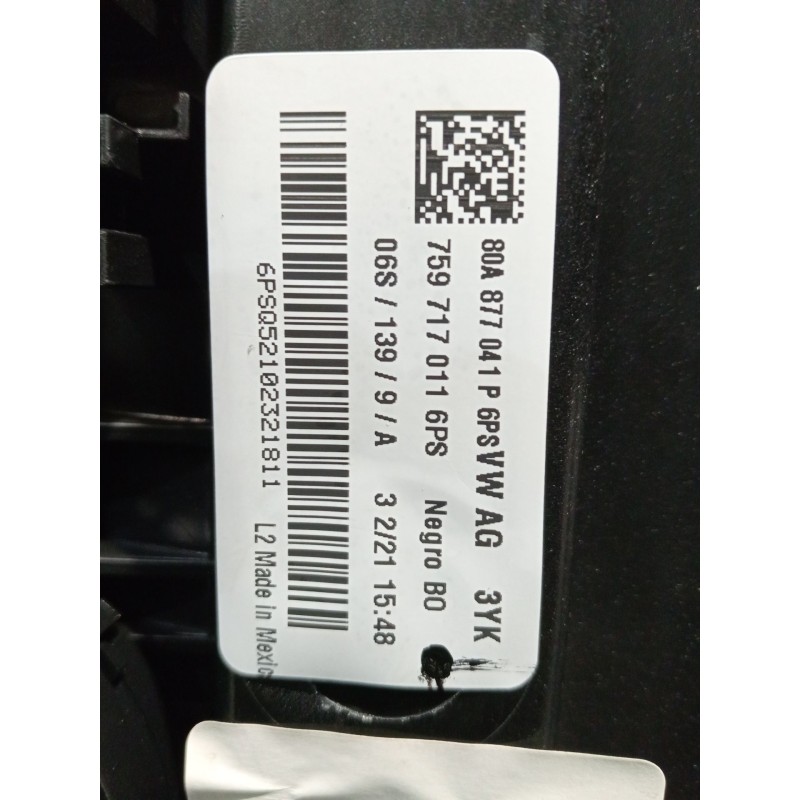 80A 877 041 P 6PS VW AG 3YK
759 717 011 6PS Negro BO
06S / 139 / 9 / A 3 2/21 15:48
6PSQ52102321811 L2 Made in Mexic